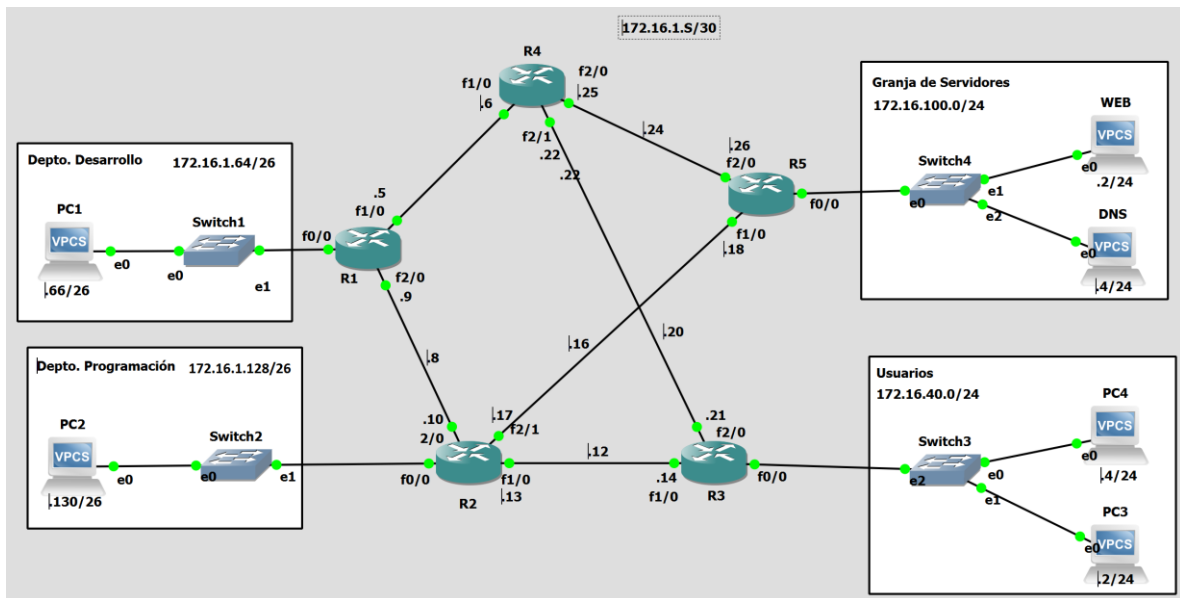 172.16.1.S/30
R4
f1/0
f2/0
.6
.25
f2/1
.22
.22
.24
.26
f2/0
R5
f0/0
f1/0
.18
Granja de Servidores
172.16.100.0/24
WEB
VPCS
e0
.2/24
Switch4
e0
e1
e2
DNS
VPCS
e0
.4/24
Depto. Desarrollo
172.16.1.64/26
PC1
VPCS
e0
.66/26
Switch1
e0
e1
.5
f1/0
f0/0
R1
f2/0
.9
.8
.16
.20
Depto. Programación
172.16.1.128/26
PC2
VPCS
e0
.130/26
Switch2
e0
e1
.10
2/0
.17
f2/1
f0/0
R2
f1/0
.13
.12
.21
f2/0
.14
f1/0
R3
f0/0
Usuarios
172.16.40.0/24
PC4
VPCS
e0
.4/24
Switch3
e2
e0
e1
PC3
VPCS
e0
.2/24